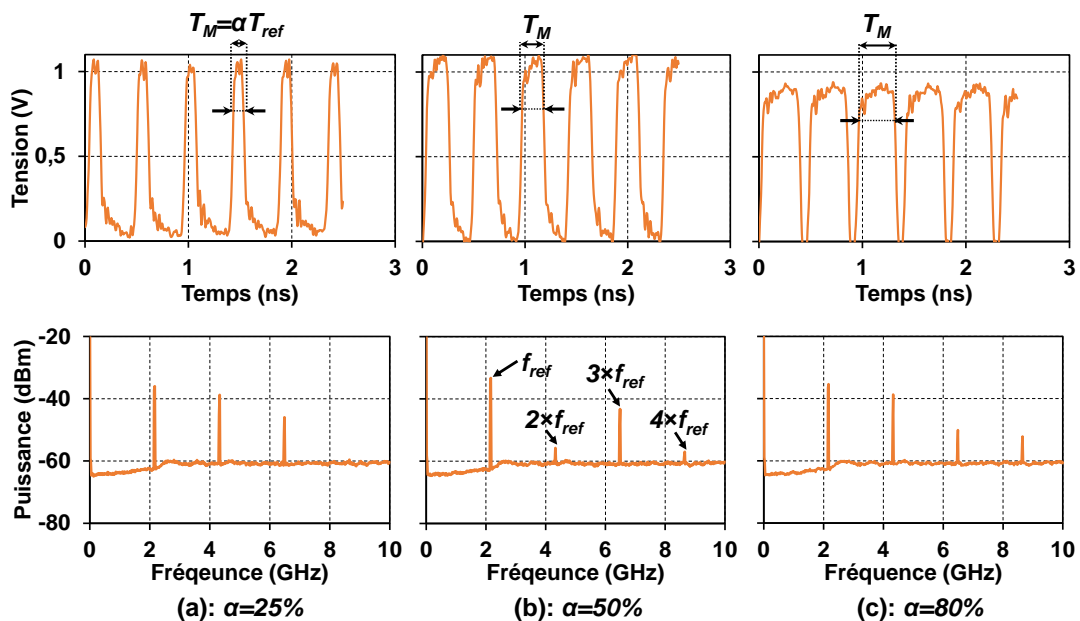 T_M=αT_ref
T_M
T_M
Tension (V)
1
0,5
0
0 1 2 3
0 1 2 3
0 1 2 3
Temps (ns)
Temps (ns)
Temps (ns)
Puissance (dBm)
-20
-40
-60
-80
f_ref
2×f_ref
3×f_ref
4×f_ref
0 2 4 6 8 10
0 2 4 6 8 10
0 2 4 6 8 10
Fréqeunce (GHz)
Fréqeunce (GHz)
Fréquence (GHz)
(a): α=25%
(b): α=50%
(c): α=80%